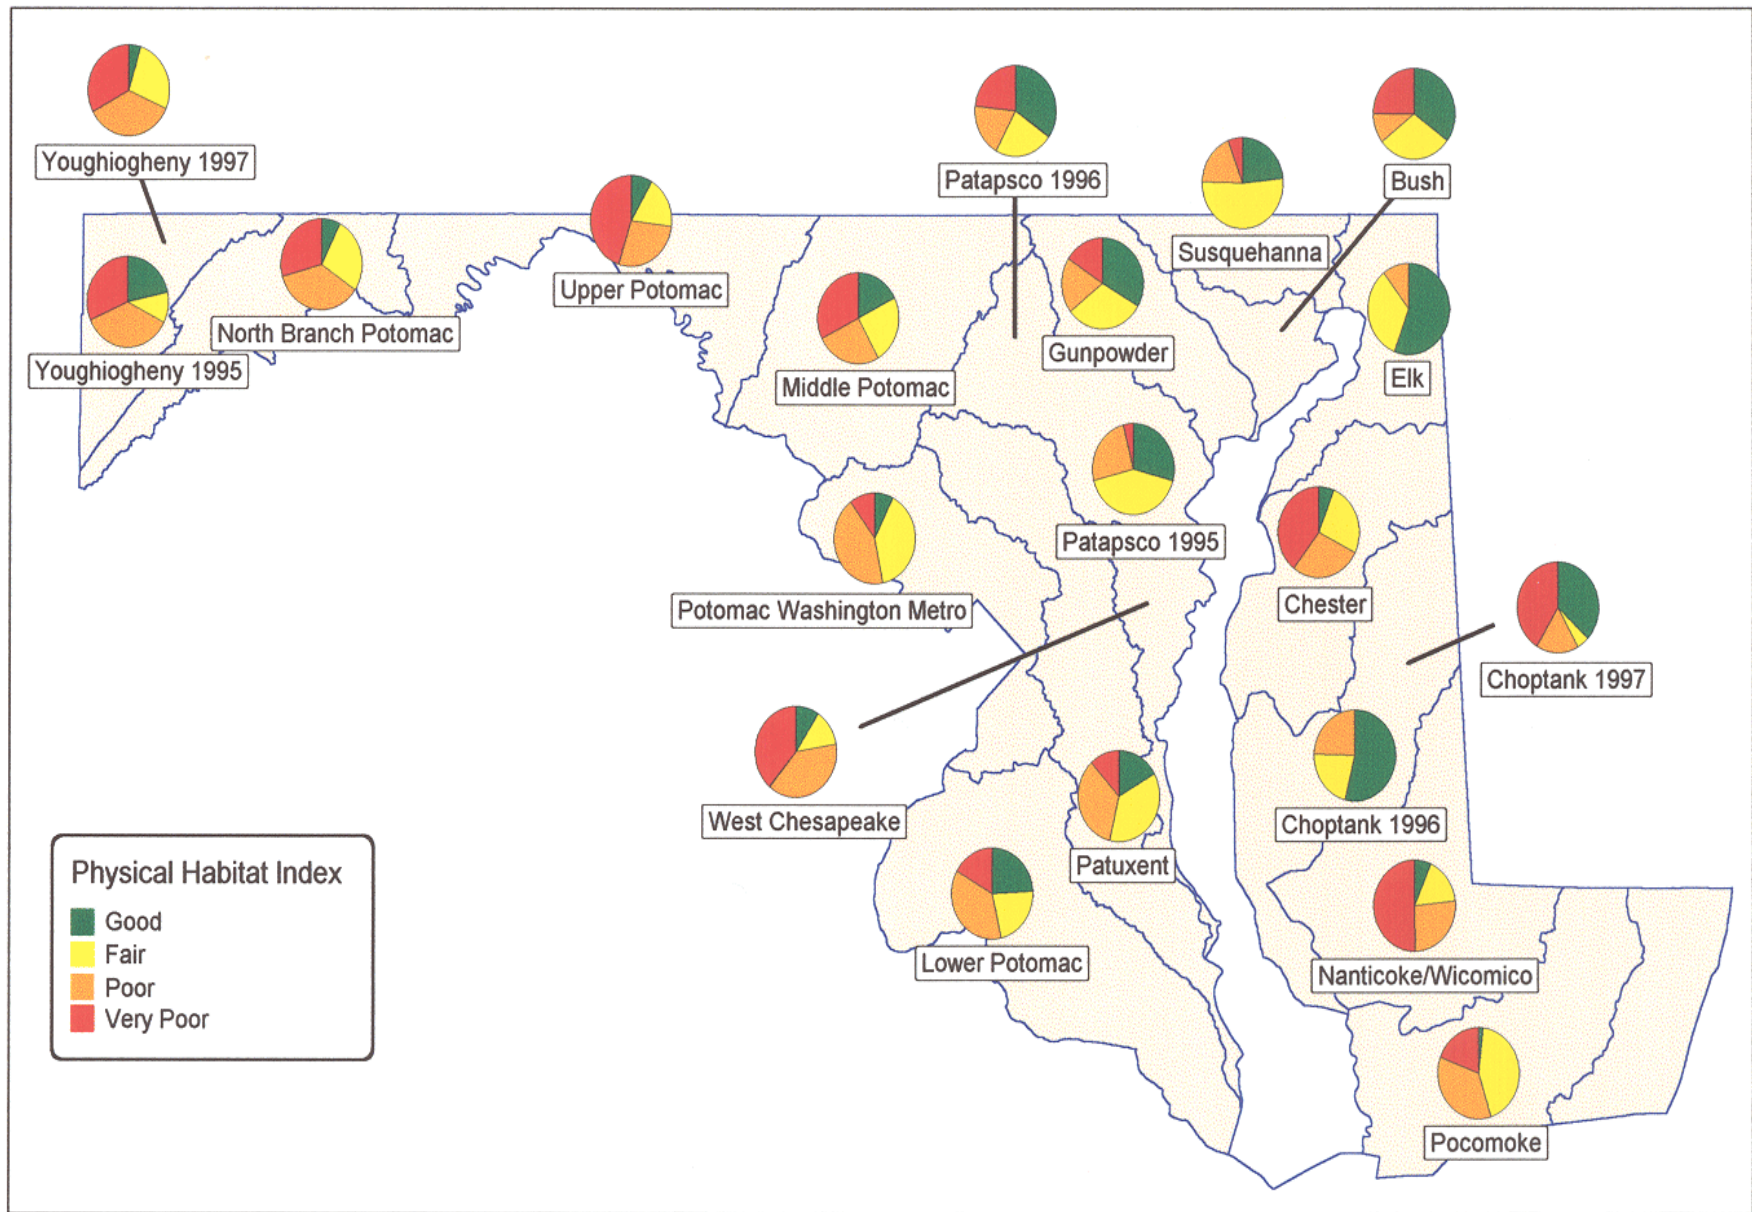 Youghiogheny 1997
Patapsco 1996
Bush
Susquehanna
Upper Potomac
North Branch Potomac
Gunpowder
Youghiogheny 1995
Middle Potomac
Elk
Patapsco 1995
Potomac Washington Metro
Chester
Choptank 1997
West Chesapeake
Choptank 1996
Patuxent
Lower Potomac
Nanticoke/Wicomico
Pocomoke
Physical Habitat Index
Good
Fair
Poor
Very Poor